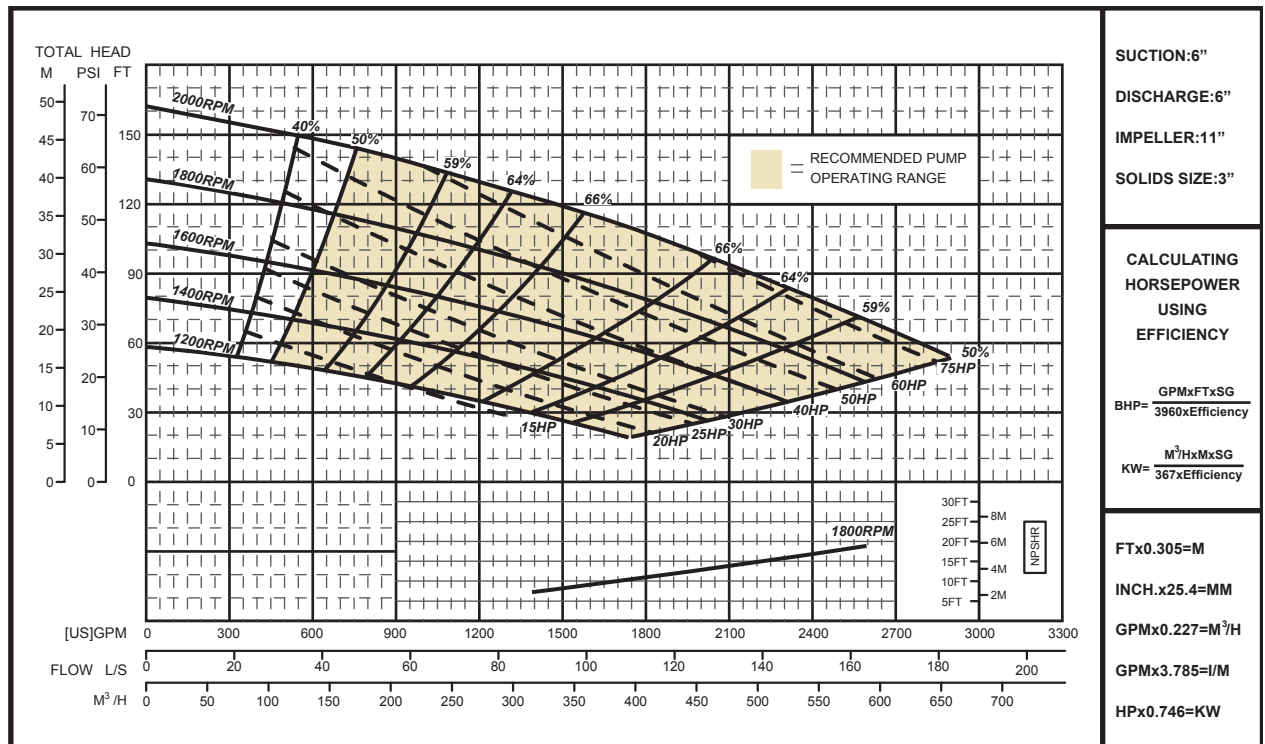 TOTAL HEAD
M PSI FT
50
45
40
35
30
25
20
15
10
5
0
70
60
50
40
30
20
10
0
150
120
90
60
30
0
2000RPM
1800RPM
1600RPM
1400RPM
1200RPM
40%
50%
59%
64%
66%
66%
64%
59%
50%
75HP
60HP
50HP
40HP
30HP
25HP
20HP
15HP
RECOMMENDED PUMP
OPERATING RANGE
1800RPM
30FT
25FT
20FT
15FT
10FT
5FT
8M
6M
4M
2M
NPSHR
[US]GPM 0 300 600 900 1200 1500 1800 2100 2400 2700 3000 3300
FLOW L/S 0 20 40 60 80 100 120 140 160 180 200
M³/H 0 50 100 150 200 250 300 350 400 450 500 550 600 650 700
SUCTION:6”
DISCHARGE:6”
IMPELLER:11”
SOLIDS SIZE:3”
CALCULATING
HORSEPOWER
USING
EFFICIENCY
BHP= GPMxFTxSG
3960xEfficiency
KW= M³/HxMxSG
367xEfficiency
FTx0.305=M
INCH.x25.4=MM
GPMx0.227=M³/H
GPMx3.785=l/M
HPx0.746=KW